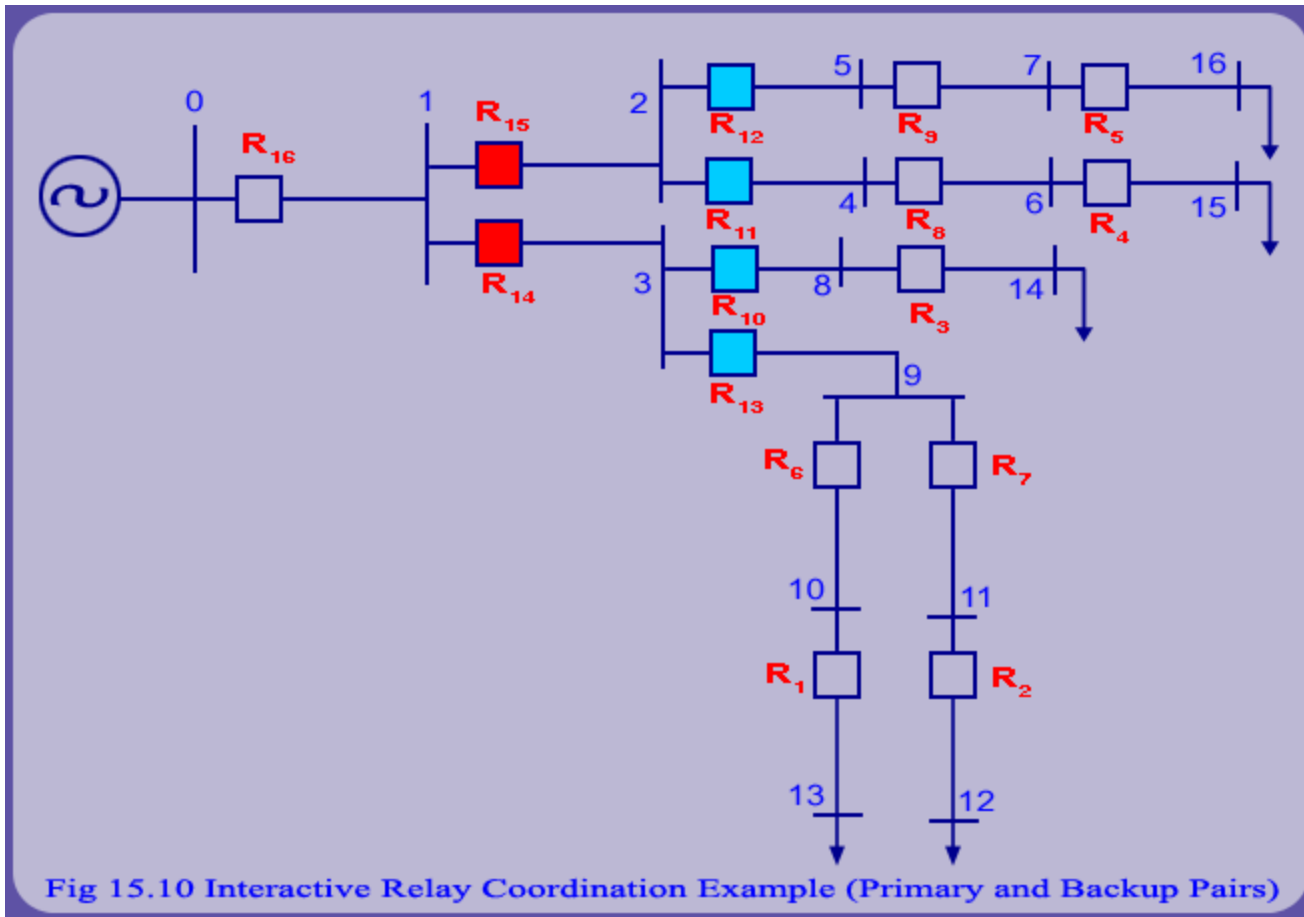 0
R16
1
R15
R14
2
R12
5
R9
7
R5
16
R11
4
R8
6
R4
15
3
R10
8
R3
14
R13
9
R6
R7
10
11
R1
R2
13
12
Fig 15.10 Interactive Relay Coordination Example (Primary and Backup Pairs)